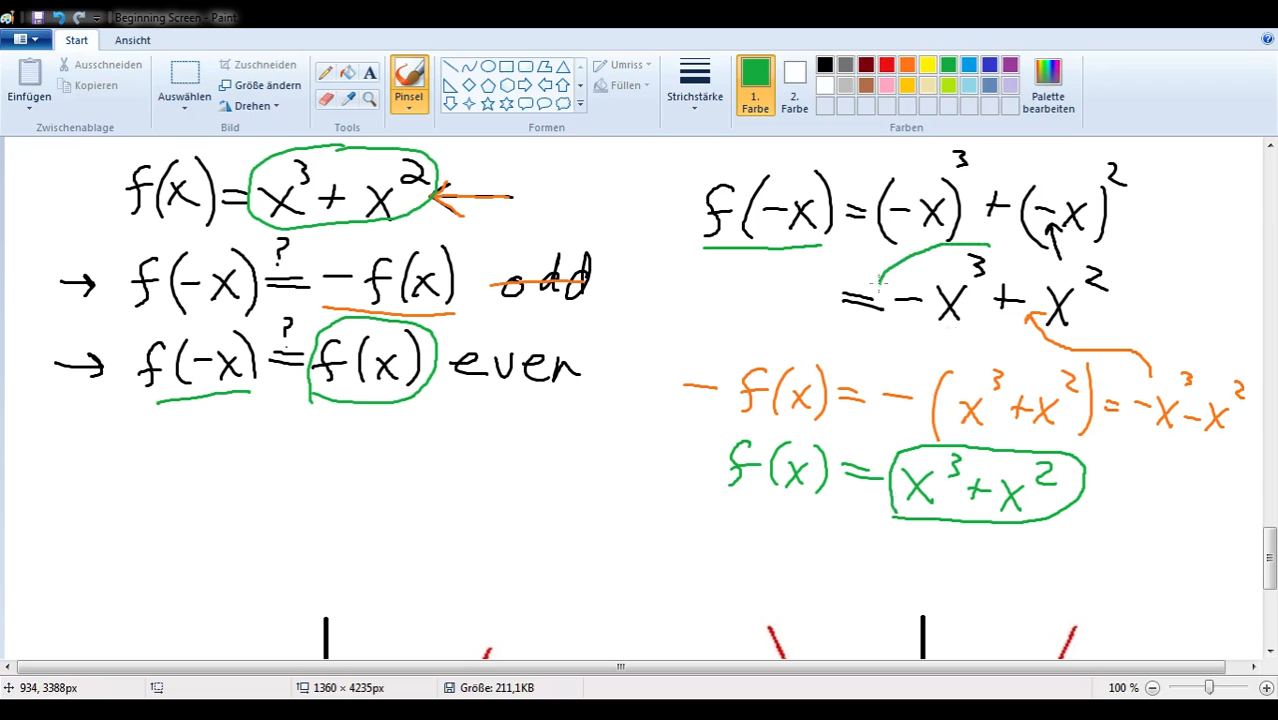 Beginning Screen - Paint
Start Ansicht
Einfügen
Ausschneiden
Kopieren
Zwischenablage
Auswählen
Zuschneiden
Größe ändern
Drehen
Bild
Pinsel
A
Tools
Umriss
Füllen
Formen
Strichstärke
1. Farbe
2. Farbe
Palette bearbeiten
Farben
f(x) = x³ + x²
→ f(-x) ?= - f(x) odd
→ f(-x) ?= f(x) even
f(-x) = (-x)³ + (-x)²
= - x³ + x²
- f(x) = - (x³ + x²) = -x³ - x²
f(x) = x³ + x²
934, 3388px
1360 × 4235px
Größe: 211,1KB
100 %